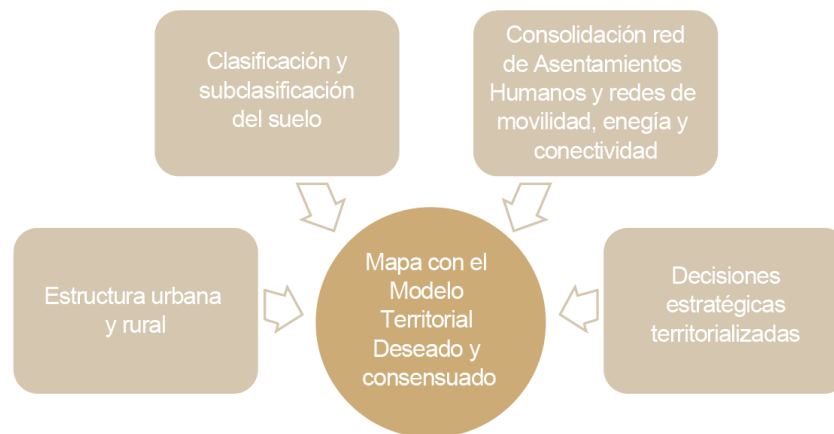 Clasificación y
subclasificación
del suelo
Consolidación red
de Asentamientos
Humanos y redes de
movilidad, enegía y
conectividad
Estructura urbana
y rural
Mapa con el
Modelo
Territorial
Deseado y
consensuado
Decisiones
estratégicas
territorializadas